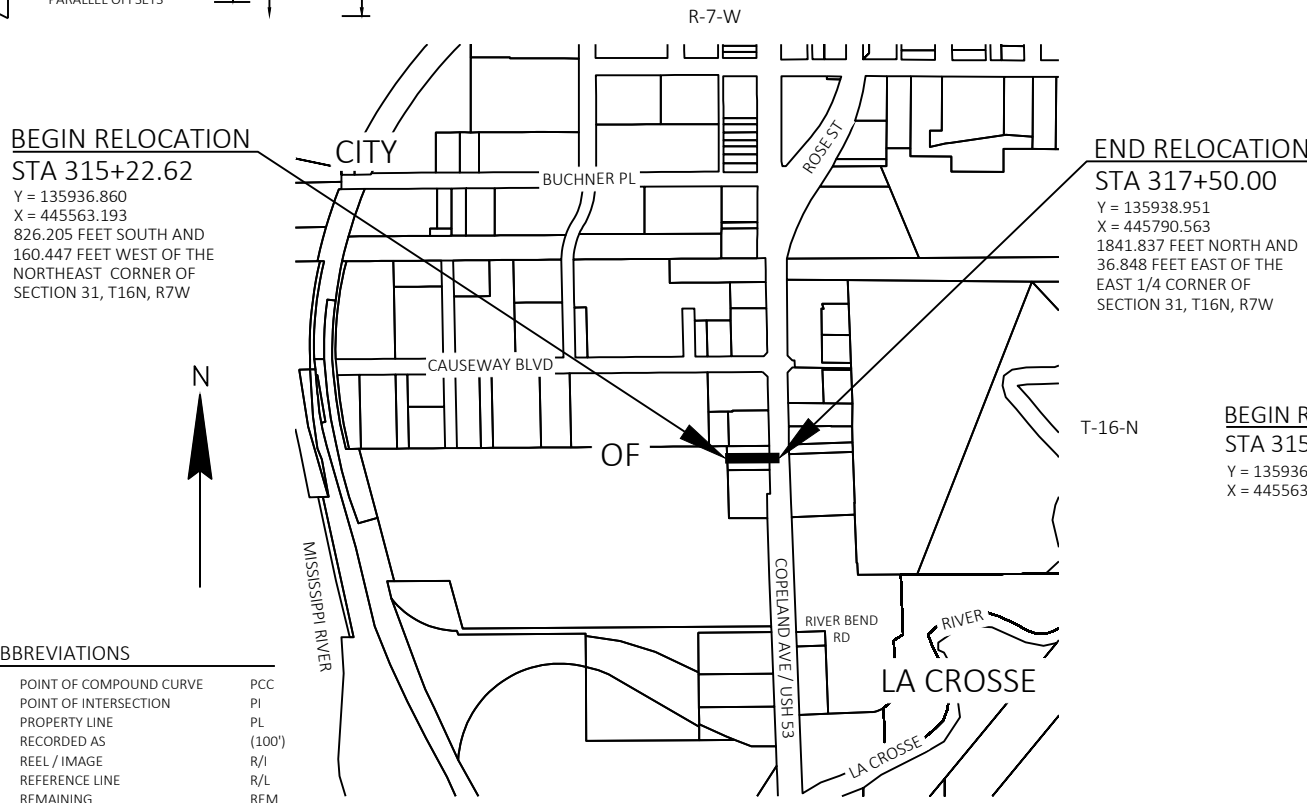 PARALLEL OFFSETS
R-7-W
BEGIN RELOCATION
STA 315+22.62
Y = 135936.860
X = 445563.193
826.205 FEET SOUTH AND
160.447 FEET WEST OF THE
NORTHEAST CORNER OF
SECTION 31, T16N, R7W
CITY
BUCHNER PL
ROSE ST
END RELOCATION
STA 317+50.00
Y = 135938.951
X = 445790.563
1841.837 FEET NORTH AND
36.848 FEET EAST OF THE
EAST 1/4 CORNER OF
SECTION 31, T16N, R7W
N
CAUSEWAY BLVD
OF
T-16-N
BEGIN R
STA 315
Y = 135936
X = 445563
MISSISSIPPI RIVER
COPELAND AVE / USH 53
RIVER BEND
RD
RIVER
LA CROSSE
LA CROSSE
BBREVIATIONS
POINT OF COMPOUND CURVE PCC
POINT OF INTERSECTION PI
PROPERTY LINE PL
RECORDED AS (100')
REEL / IMAGE R/I
REFERENCE LINE R/L
REMAINING REM